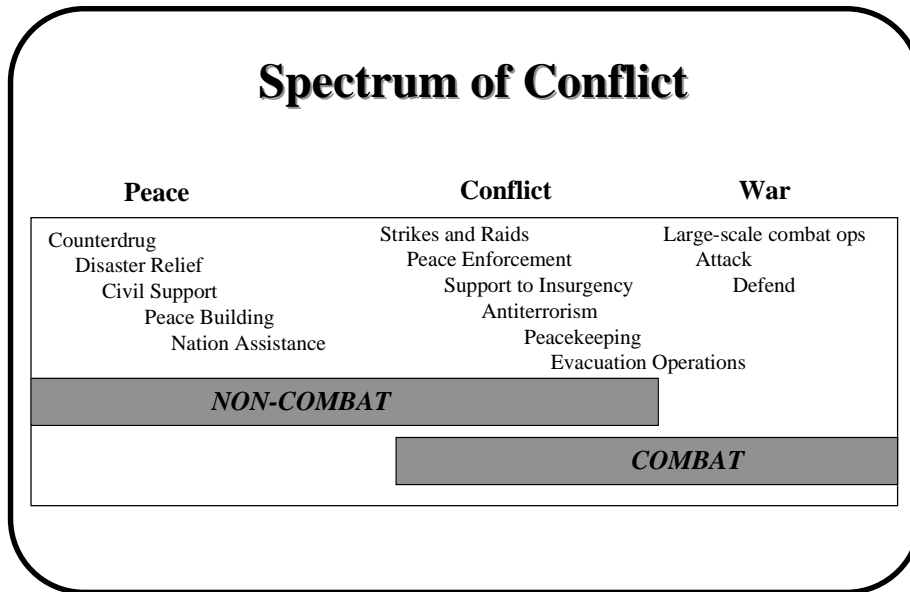 Spectrum of Conflict
Peace
Counterdrug
Disaster Relief
Civil Support
Peace Building
Nation Assistance
Conflict
Strikes and Raids
Peace Enforcement
Support to Insurgency
Antiterrorism
Peacekeeping
Evacuation Operations
War
Large-scale combat ops
Attack
Defend
NON-COMBAT
COMBAT